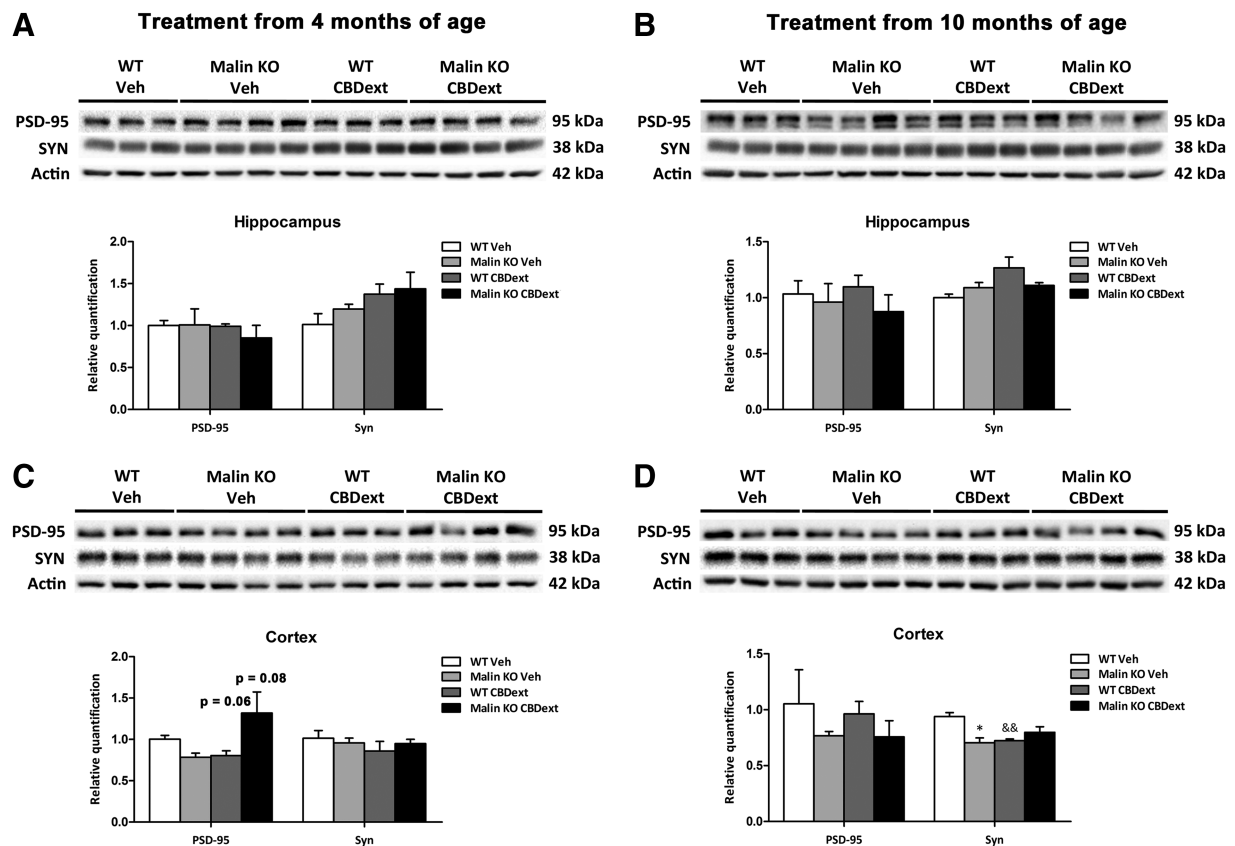 A
Treatment from 4 months of age
WT
Veh
Malin KO
Veh
WT
CBDext
Malin KO
CBDext
PSD-95
95 kDa
SYN
38 kDa
Actin
42 kDa
Hippocampus
Relative quantification
2.0
1.5
1.0
0.5
0.0
PSD-95
Syn
WT Veh
Malin KO Veh
WT CBDext
Malin KO CBDext
B
Treatment from 10 months of age
WT
Veh
Malin KO
Veh
WT
CBDext
Malin KO
CBDext
PSD-95
95 kDa
SYN
38 kDa
Actin
42 kDa
Hippocampus
Relative quantification
1.5
1.0
0.5
0.0
PSD-95
Syn
WT Veh
Malin KO Veh
WT CBDext
Malin KO CBDext
C
WT
Veh
Malin KO
Veh
WT
CBDext
Malin KO
CBDext
PSD-95
95 kDa
SYN
38 kDa
Actin
42 kDa
Cortex
Relative quantification
2.0
1.5
1.0
0.5
0.0
p = 0.08
p = 0.06
PSD-95
Syn
WT Veh
Malin KO Veh
WT CBDext
Malin KO CBDext
D
WT
Veh
Malin KO
Veh
WT
CBDext
Malin KO
CBDext
PSD-95
95 kDa
SYN
38 kDa
Actin
42 kDa
Cortex
Relative quantification
1.5
1.0
0.5
0.0
*
&&
PSD-95
Syn
WT Veh
Malin KO Veh
WT CBDext
Malin KO CBDext